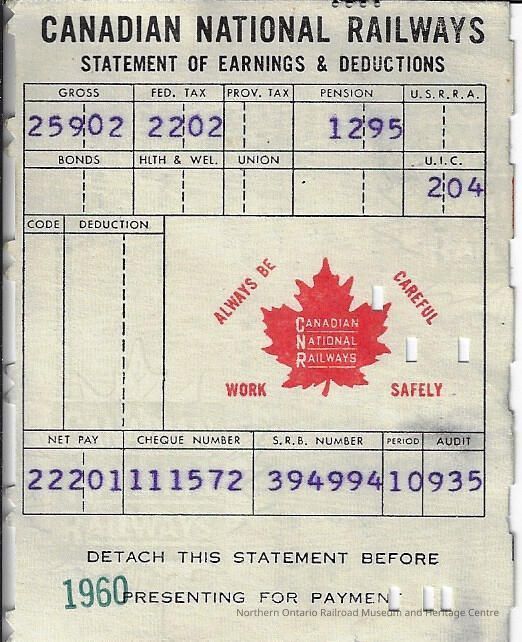 CANADIAN NATIONAL RAILWAYS
STATEMENT OF EARNINGS & DEDUCTIONS
GROSS FED. TAX PROV. TAX PENSION U.S.R.R.A.
25902 2202 1295
BONDS HLTH & WEL. UNION U.I.C.
204
CODE DEDUCTION
ALWAYS BE CAREFUL
CANADIAN
NATIONAL
RAILWAYS
WORK SAFELY
NET PAY CHEQUE NUMBER S.R.B. NUMBER PERIOD AUDIT
22201 111572 394994 10 935
DETACH THIS STATEMENT BEFORE
1960 PRESENTING FOR PAYMENT
Northern Ontario Railroad Museum and Heritage Centre